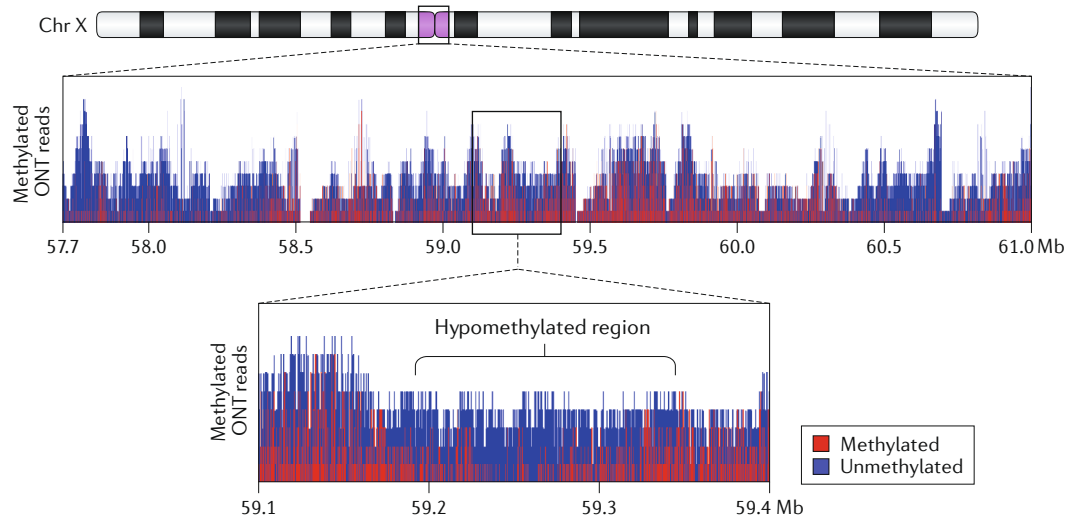 Chr X
Methylated
ONT reads
57.7 58.0 58.5 59.0 59.5 60.0 60.5 61.0 Mb
Hypomethylated region
Methylated
ONT reads
Methylated
Unmethylated
59.1 59.2 59.3 59.4 Mb